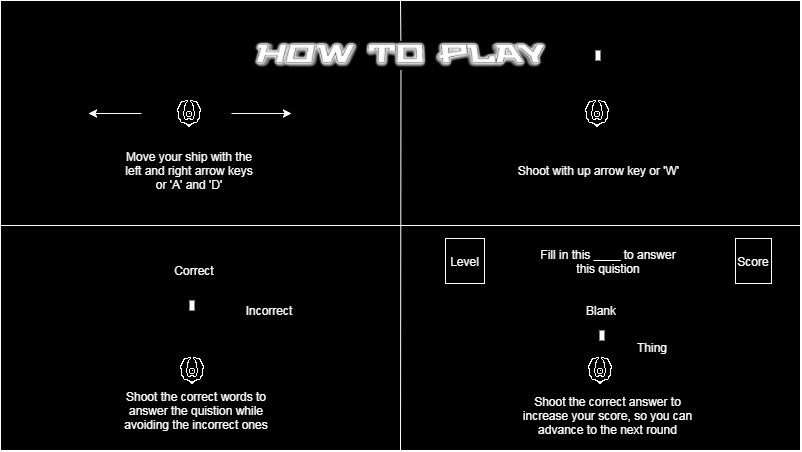 HOW TO PLAY
Move your ship with the
left and right arrow keys
or 'A' and 'D'
Shoot with up arrow key or 'W'
Correct
Incorrect
Shoot the correct words to
answer the quistion while
avoiding the incorrect ones
Level
Fill in this ____ to answer
this quistion
Score
Blank
Thing
Shoot the correct answer to
increase your score, so you can
advance to the next round